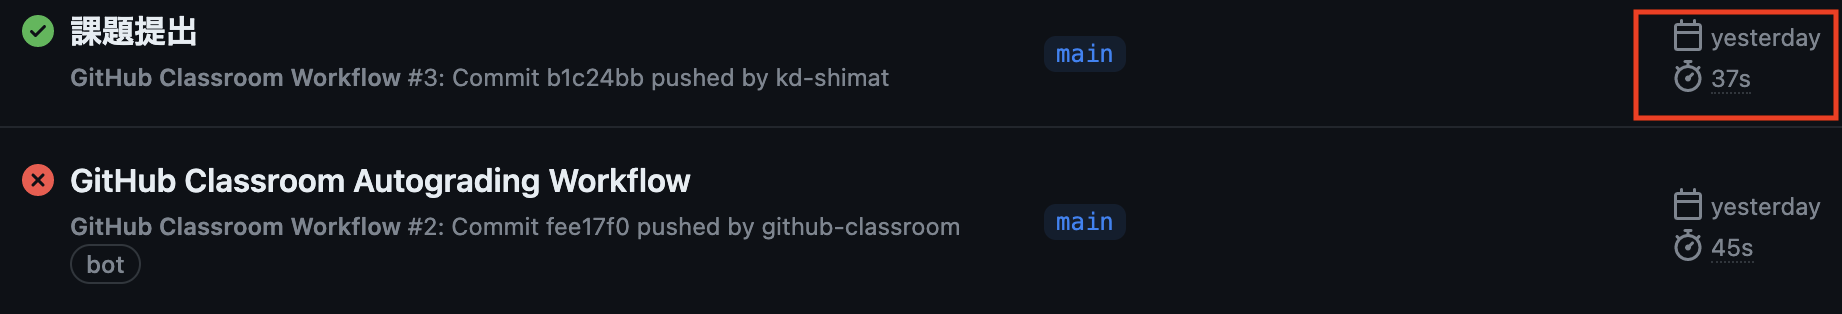 課題提出
GitHub Classroom Workflow #3: Commit b1c24bb pushed by kd-shimat
main
yesterday
37s
GitHub Classroom Autograding Workflow
GitHub Classroom Workflow #2: Commit fee17f0 pushed by github-classroom
bot
main
yesterday
45s